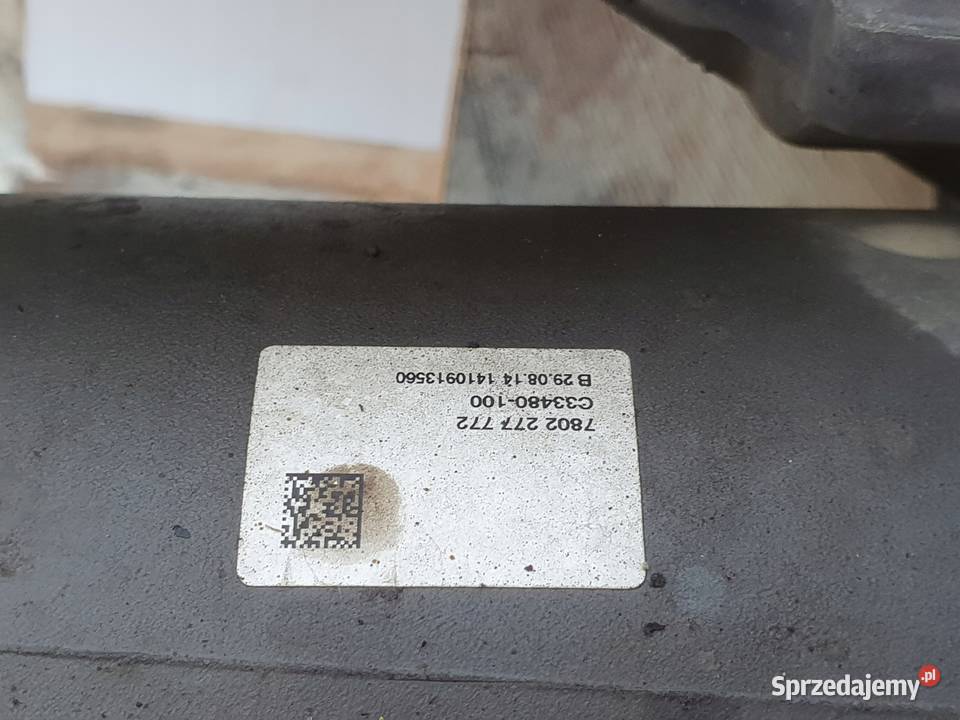 7802 277 772
C33480-100
B 29.08.14 1410913560
Sprzedajemy.pl